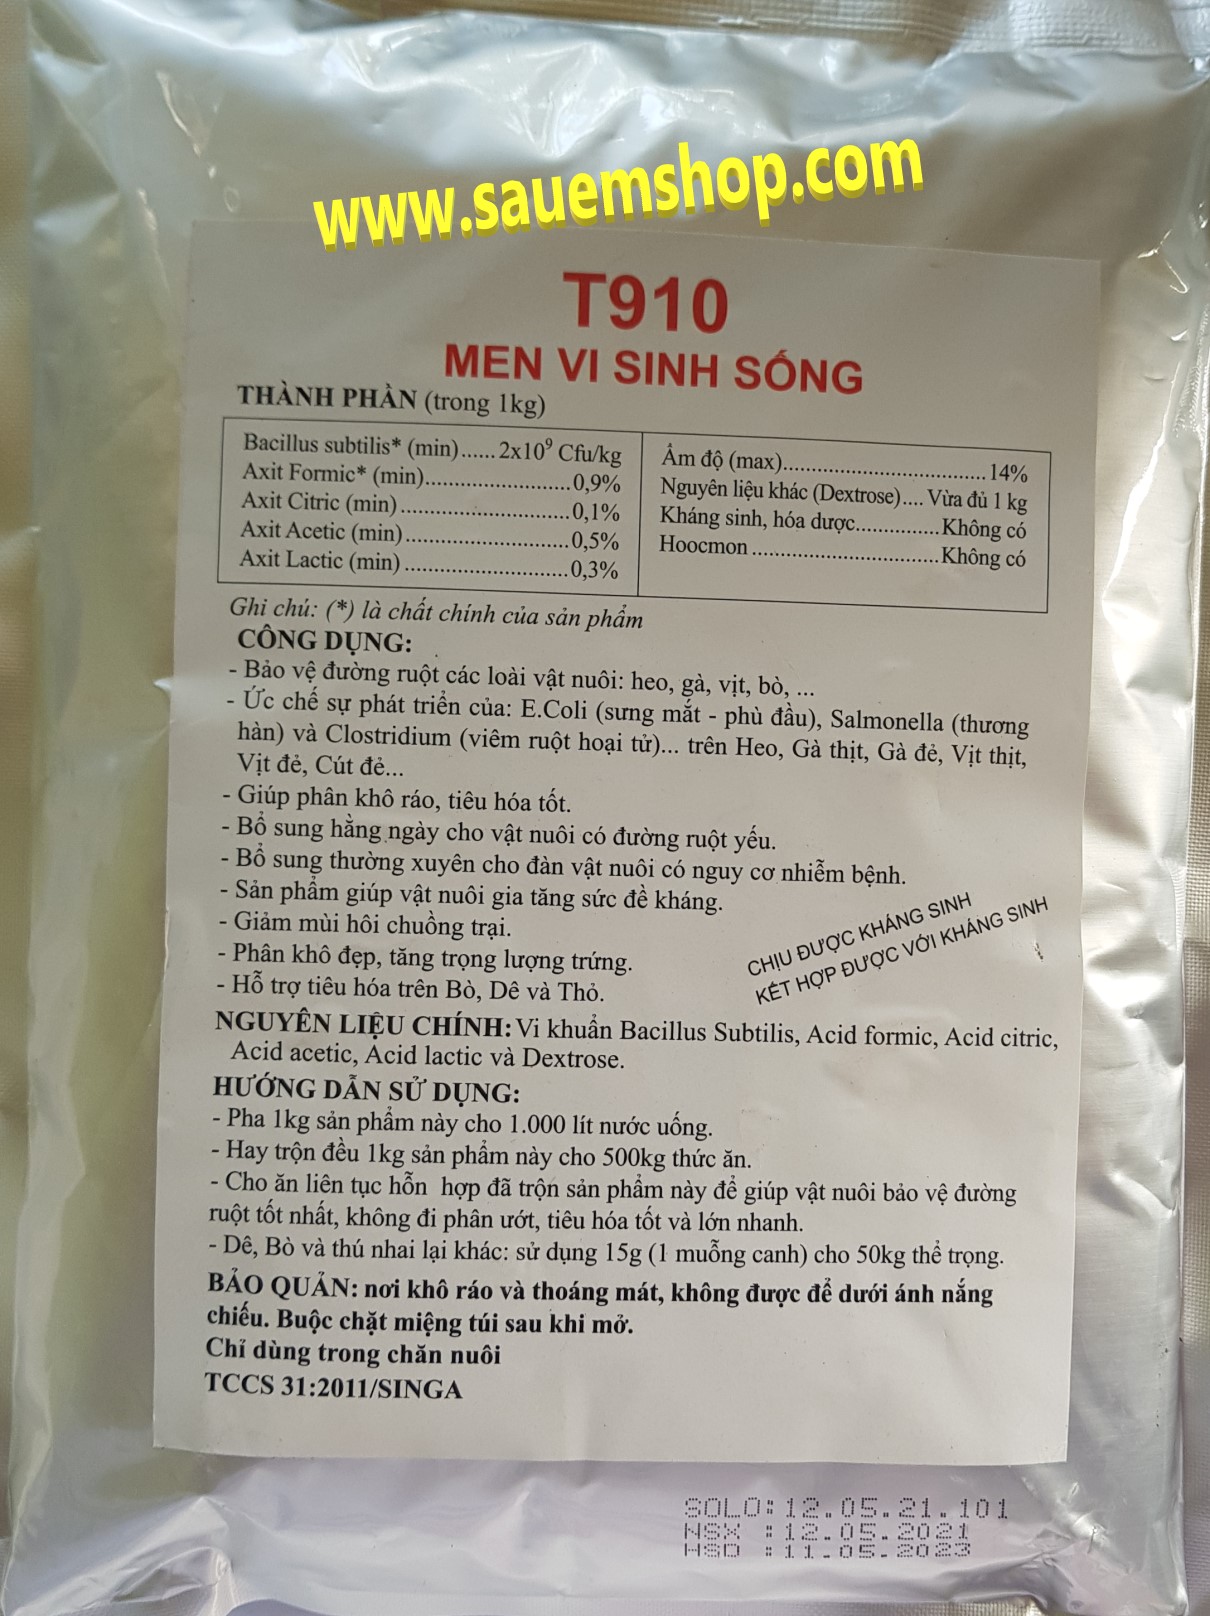 www.sauemshop.com
T910
MEN VI SINH SỐNG
THÀNH PHẦN (trong 1kg)
Bacillus subtilis* (min)......2x10⁹ Cfu/kg
Axit Formic* (min).........................0,9%
Axit Citric (min).............................0,1%
Axit Acetic (min)............................0,5%
Axit Lactic (min)............................0,3%
Ẩm độ (max)...................................14%
Nguyên liệu khác (Dextrose)....Vừa đủ 1 kg
Kháng sinh, hóa dược...............Không có
Hoocmon.................................Không có
Ghi chú: (*) là chất chính của sản phẩm
CÔNG DỤNG:
- Bảo vệ đường ruột các loài vật nuôi: heo, gà, vịt, bò, ...
- Ức chế sự phát triển của: E.Coli (sưng mắt - phù đầu), Salmonella (thương
hàn) và Clostridium (viêm ruột hoại tử)... trên Heo, Gà thịt, Gà đẻ, Vịt thịt,
Vịt đẻ, Cút đẻ...
- Giúp phân khô ráo, tiêu hóa tốt.
- Bổ sung hằng ngày cho vật nuôi có đường ruột yếu.
- Bổ sung thường xuyên cho đàn vật nuôi có nguy cơ nhiễm bệnh.
- Sản phẩm giúp vật nuôi gia tăng sức đề kháng.
- Giảm mùi hôi chuồng trại.
- Phân khô đẹp, tăng trọng lượng trứng.
- Hỗ trợ tiêu hóa trên Bò, Dê và Thỏ.
CHỊU ĐƯỢC KHÁNG SINH
KẾT HỢP ĐƯỢC VỚI KHÁNG SINH
NGUYÊN LIỆU CHÍNH: Vi khuẩn Bacillus Subtilis, Acid formic, Acid citric,
Acid acetic, Acid lactic và Dextrose.
HƯỚNG DẪN SỬ DỤNG:
- Pha 1kg sản phẩm này cho 1.000 lít nước uống.
- Hay trộn đều 1kg sản phẩm này cho 500kg thức ăn.
- Cho ăn liên tục hỗn hợp đã trộn sản phẩm này để giúp vật nuôi bảo vệ đường
ruột tốt nhất, không đi phân ướt, tiêu hóa tốt và lớn nhanh.
- Dê, Bò và thú nhai lại khác: sử dụng 15g (1 muỗng canh) cho 50kg thể trọng.
BẢO QUẢN: nơi khô ráo và thoáng mát, không được để dưới ánh nắng
chiếu. Buộc chặt miệng túi sau khi mở.
Chỉ dùng trong chăn nuôi
TCCS 31:2011/SINGA
SOLO:12.05.21.101
NSX :12.05.2021
HSD :11.05.2023